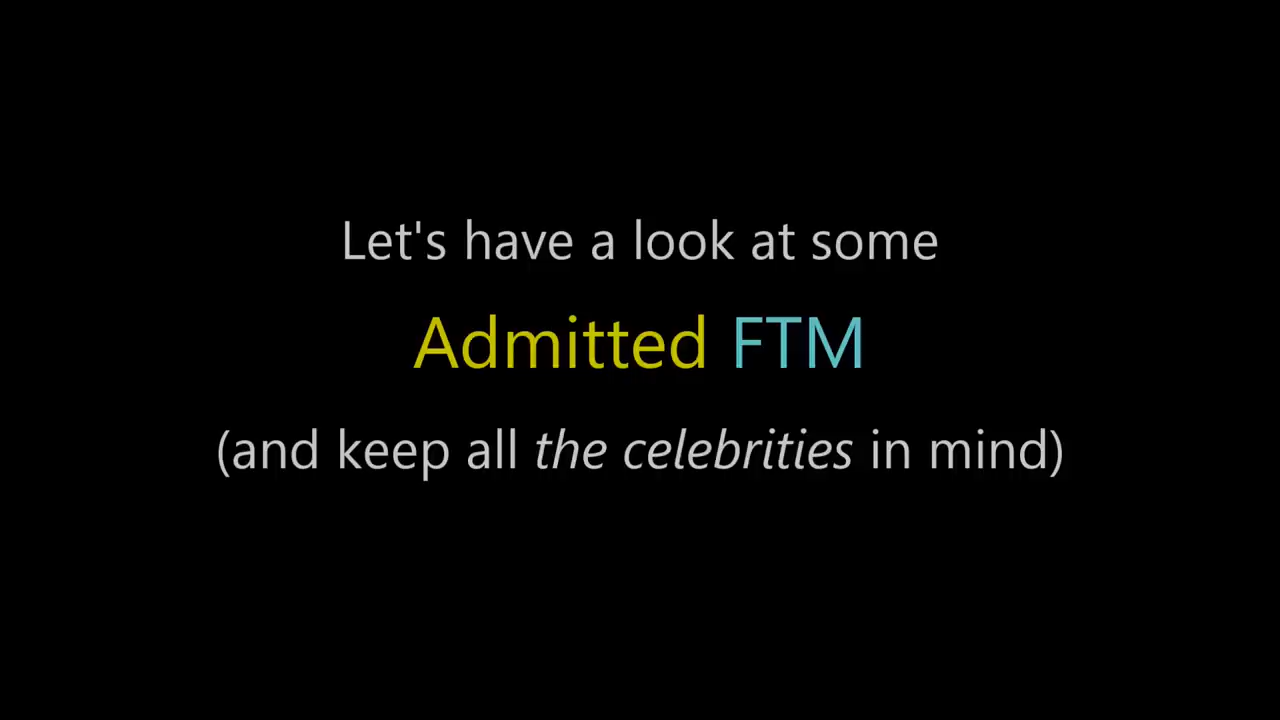 Let's have a look at some
Admitted FTM
(and keep all the celebrities in mind)